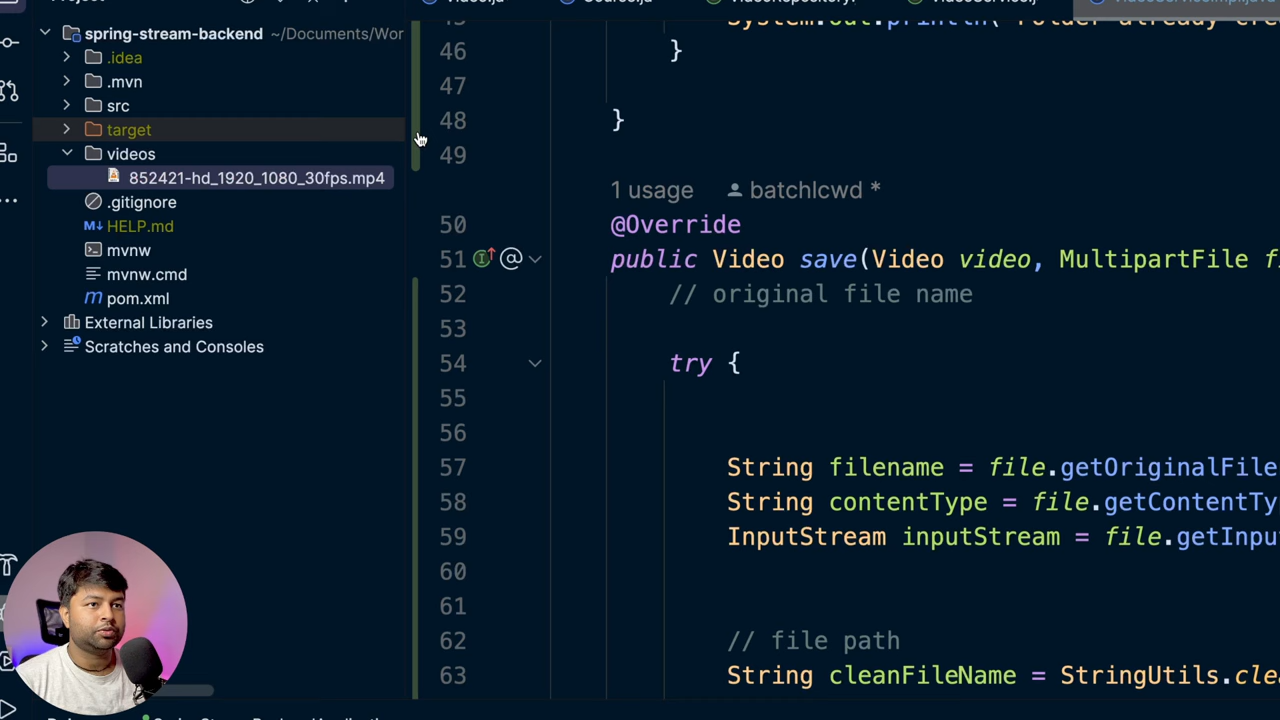 spring-stream-backend ~/Documents/Wor
.idea
.mvn
src
target
videos
852421-hd_1920_1080_30fps.mp4
.gitignore
M↓ HELP.md
mvnw
mvnw.cmd
m pom.xml
External Libraries
Scratches and Consoles
46 }
47
48 }
49
1 usage batchlcwd *
50 @Override
51 @ public Video save(Video video, MultipartFile f
52 // original file name
53
54 try {
55
56
57 String filename = file.getOriginalFile
58 String contentType = file.getContentTy
59 InputStream inputStream = file.getInpu
60
61
62 // file path
63 String cleanFileName = StringUtils.cle